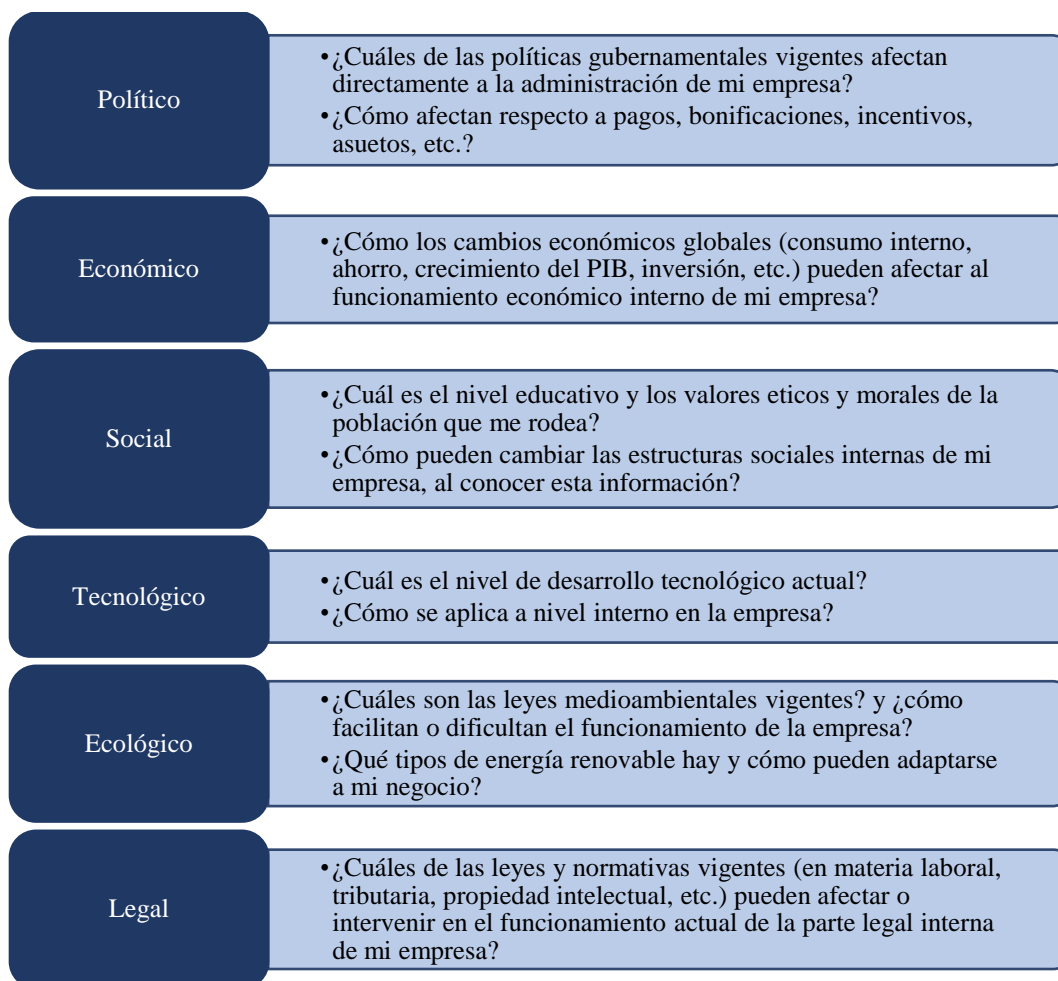 Político
•¿Cuáles de las políticas gubernamentales vigentes afectan
directamente a la administración de mi empresa?
•¿Cómo afectan respecto a pagos, bonificaciones, incentivos,
asuetos, etc.?
Económico
•¿Cómo los cambios económicos globales (consumo interno,
ahorro, crecimiento del PIB, inversión, etc.) pueden afectar al
funcionamiento económico interno de mi empresa?
Social
•¿Cuál es el nivel educativo y los valores eticos y morales de la
población que me rodea?
•¿Cómo pueden cambiar las estructuras sociales internas de mi
empresa, al conocer esta información?
Tecnológico
•¿Cuál es el nivel de desarrollo tecnológico actual?
•¿Cómo se aplica a nivel interno en la empresa?
Ecológico
•¿Cuáles son las leyes medioambientales vigentes? y ¿cómo
facilitan o dificultan el funcionamiento de la empresa?
•¿Qué tipos de energía renovable hay y cómo pueden adaptarse
a mi negocio?
Legal
•¿Cuáles de las leyes y normativas vigentes (en materia laboral,
tributaria, propiedad intelectual, etc.) pueden afectar o
intervenir en el funcionamiento actual de la parte legal interna
de mi empresa?